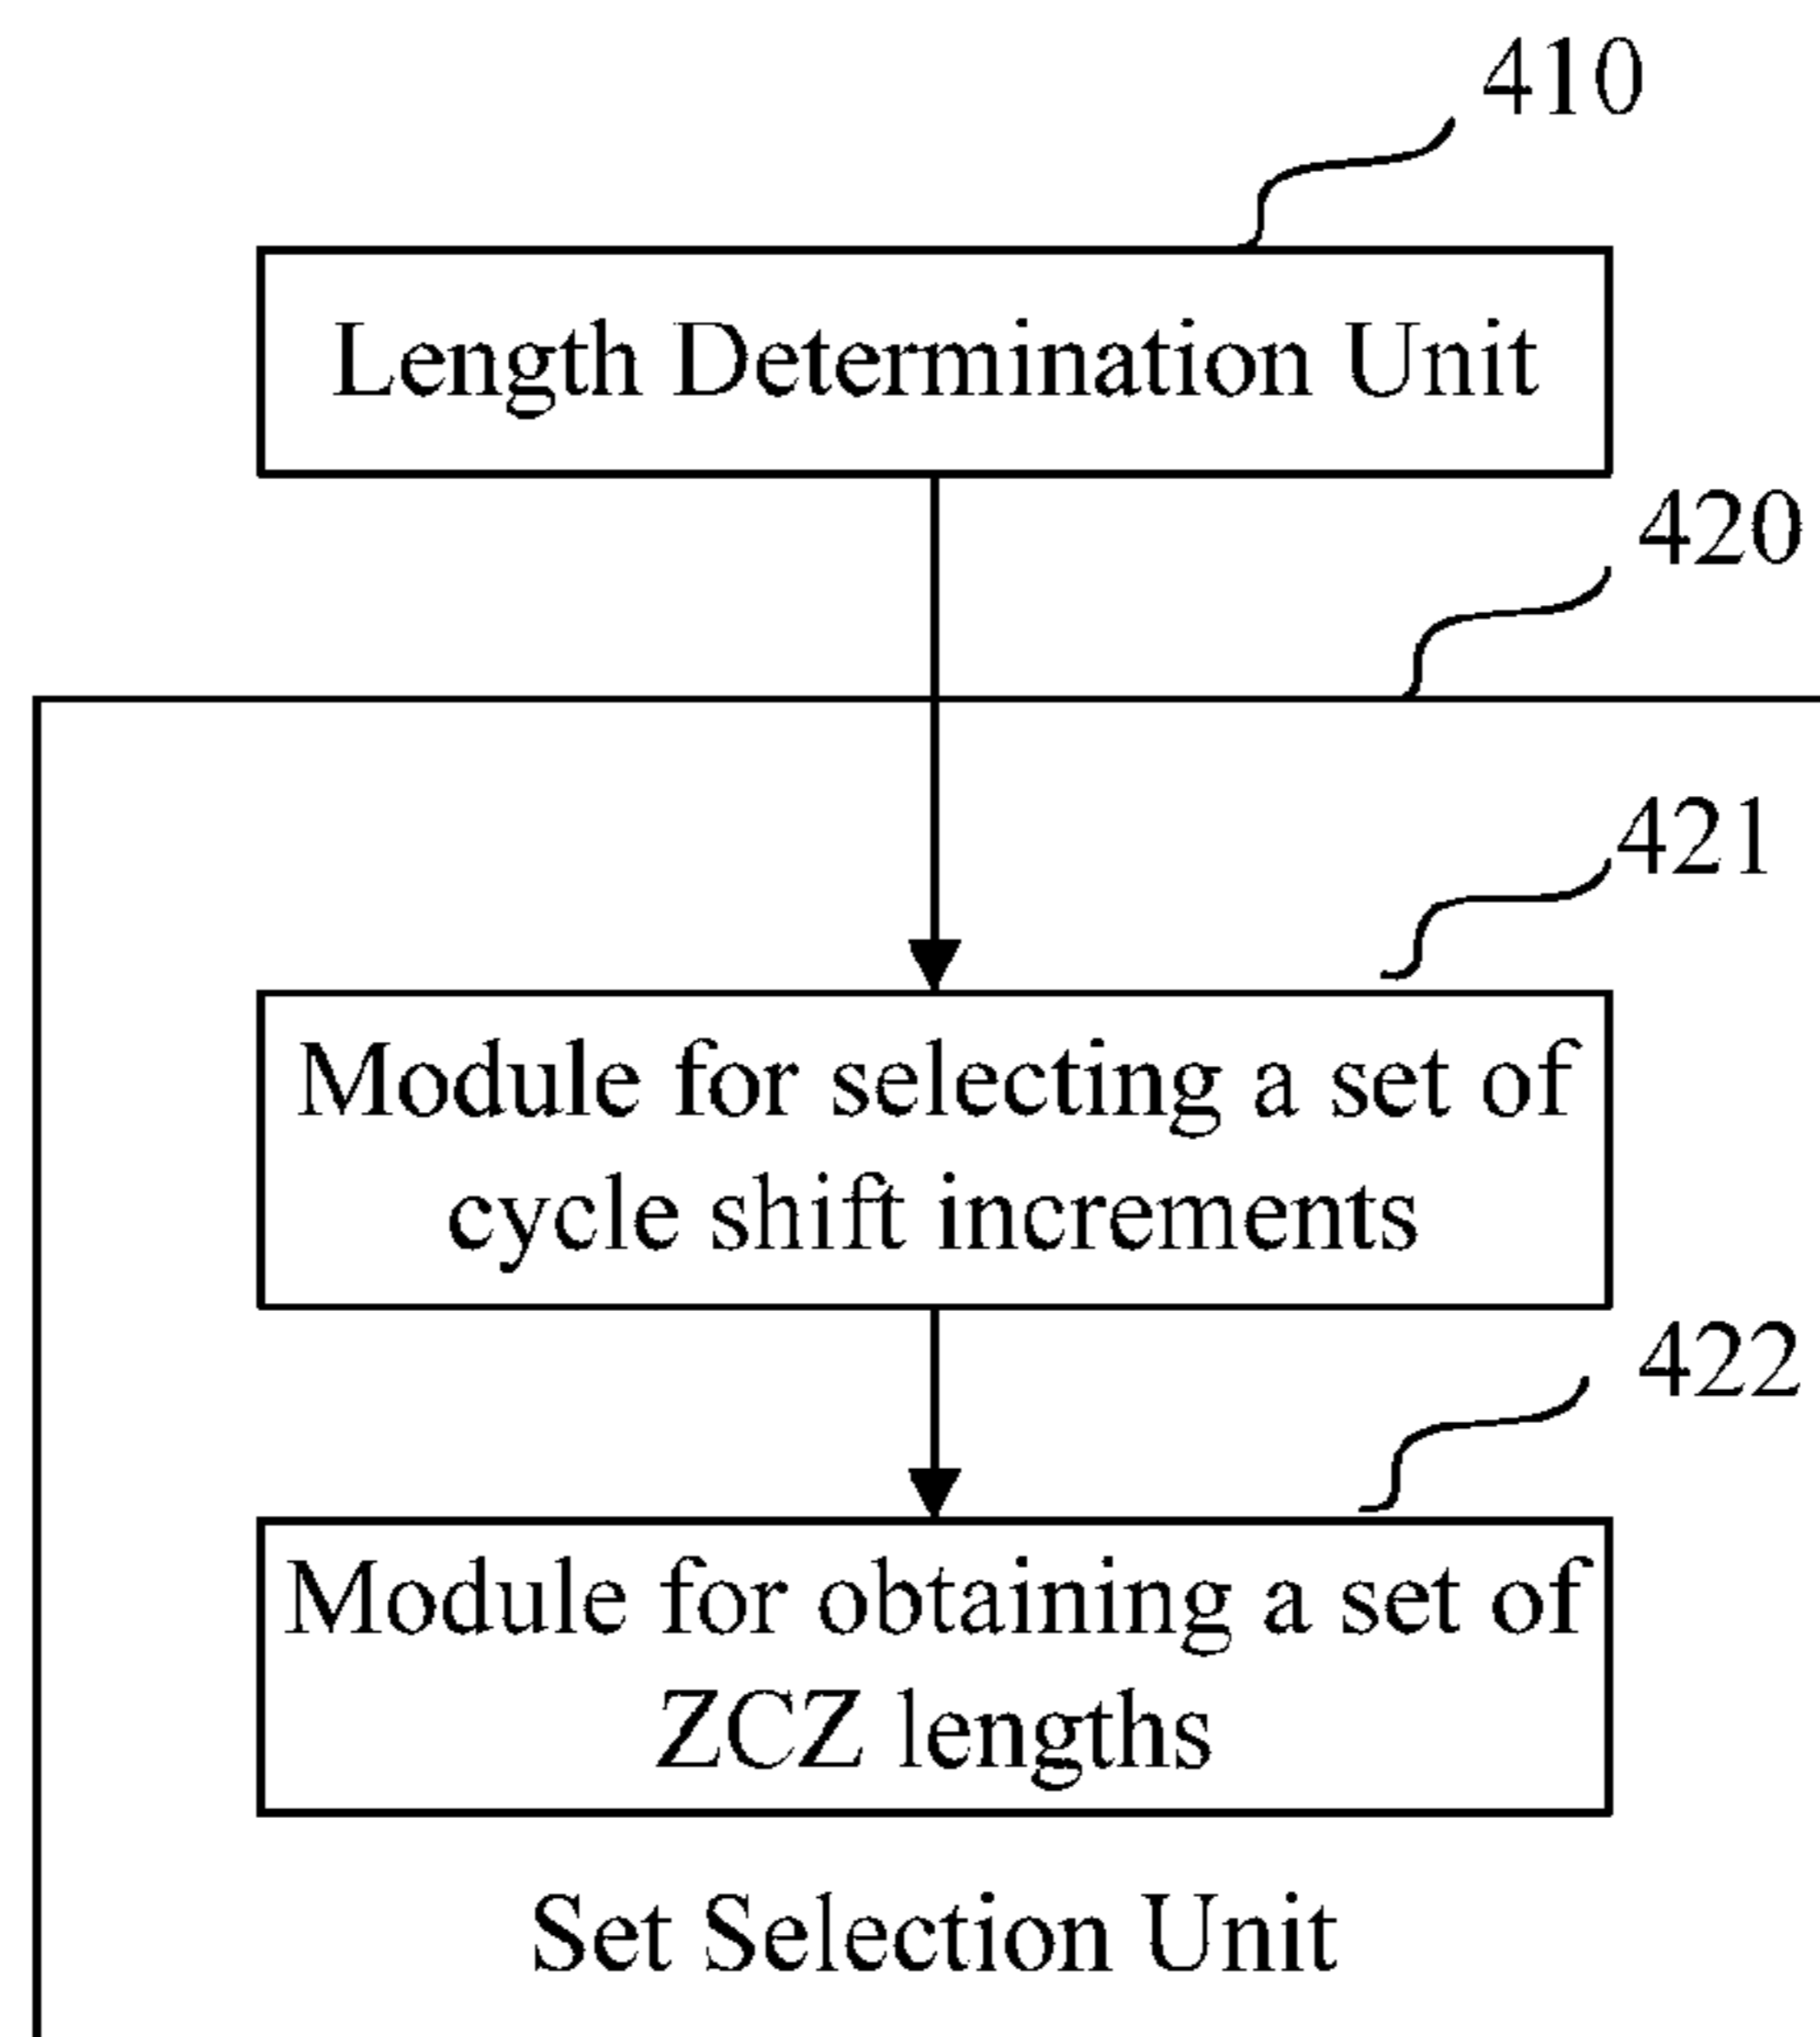 410
Length Determination Unit
420
421
Module for selecting a set of
cycle shift increments
422
Module for obtaining a set of
ZCZ lengths
Set Selection Unit